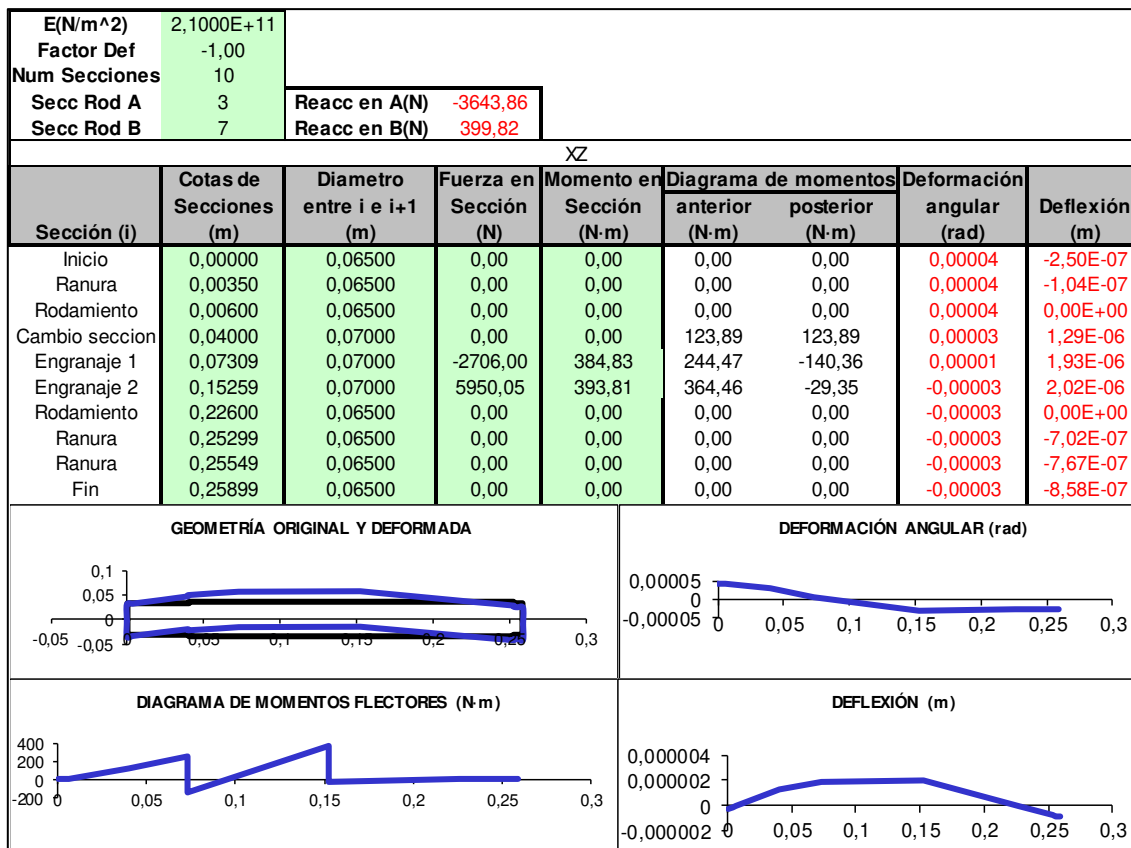 E(N/m^2) 2,1000E+11
Factor Def -1,00
Num Secciones 10
Secc Rod A 3 Reacc en A(N) -3643,86
Secc Rod B 7 Reacc en B(N) 399,82
XZ
Cotas de Diametro Fuerza en Momento en Diagrama de momentos Deformación
Secciones entre i e i+1 Sección Sección anterior posterior angular Deflexión
Sección (i) (m) (m) (N) (N·m) (N·m) (N·m) (rad) (m)
Inicio 0,00000 0,06500 0,00 0,00 0,00 0,00 0,00004 -2,50E-07
Ranura 0,00350 0,06500 0,00 0,00 0,00 0,00 0,00004 -1,04E-07
Rodamiento 0,00600 0,06500 0,00 0,00 0,00 0,00 0,00004 0,00E+00
Cambio seccion 0,04000 0,07000 0,00 0,00 123,89 123,89 0,00003 1,29E-06
Engranaje 1 0,07309 0,07000 -2706,00 384,83 244,47 -140,36 0,00001 1,93E-06
Engranaje 2 0,15259 0,07000 5950,05 393,81 364,46 -29,35 -0,00003 2,02E-06
Rodamiento 0,22600 0,06500 0,00 0,00 0,00 0,00 -0,00003 0,00E+00
Ranura 0,25299 0,06500 0,00 0,00 0,00 0,00 -0,00003 -7,02E-07
Ranura 0,25549 0,06500 0,00 0,00 0,00 0,00 -0,00003 -7,67E-07
Fin 0,25899 0,06500 0,00 0,00 0,00 0,00 -0,00003 -8,58E-07
GEOMETRÍA ORIGINAL Y DEFORMADA
0,1
0,05
0
-0,05
-0,05 0 0,05 0,1 0,15 0,2 0,25 0,3
DEFORMACIÓN ANGULAR (rad)
0,00005
0
-0,00005
0 0,05 0,1 0,15 0,2 0,25 0,3
DIAGRAMA DE MOMENTOS FLECTORES (N·m)
400
200
0
-200
0 0,05 0,1 0,15 0,2 0,25 0,3
DEFLEXIÓN (m)
0,000004
0,000002
0
-0,000002
0 0,05 0,1 0,15 0,2 0,25 0,3